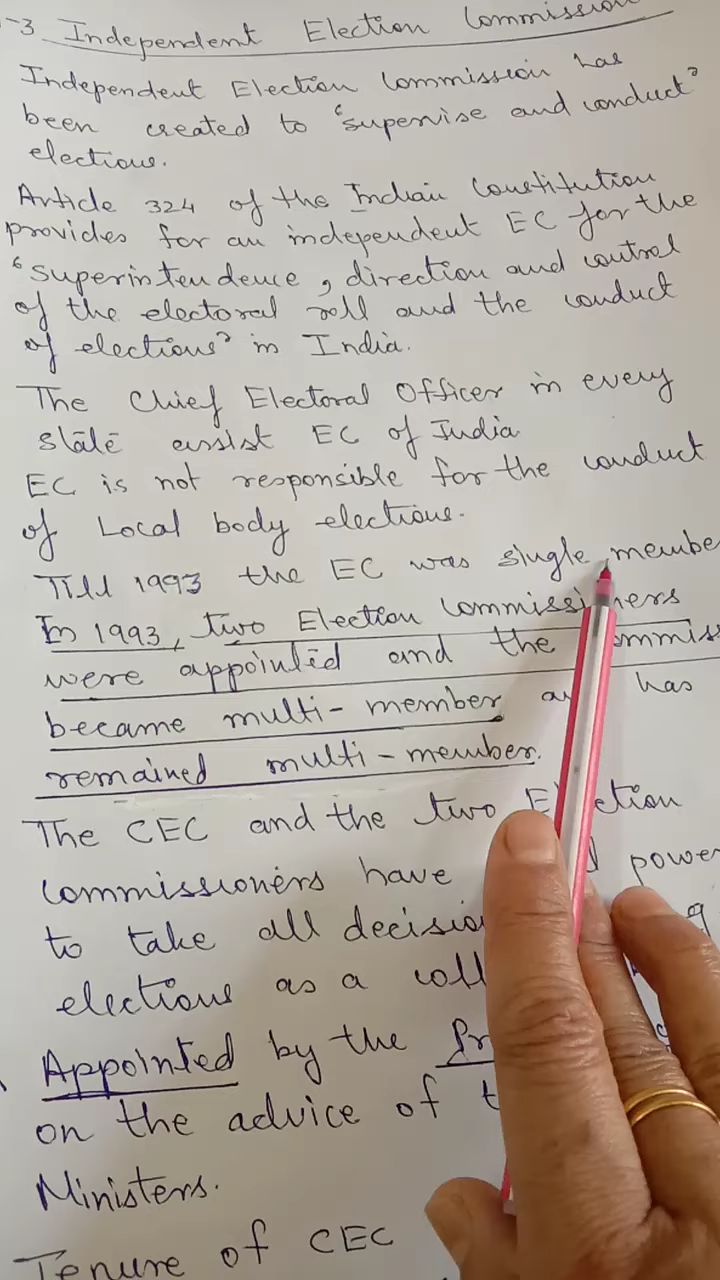 -3 Independent Election Commission
Independent Election Commission has
been created to 'supervise and conduct'
elections.
Article 324 of the Indian Constitution
provides for an independent EC for the
'superintendence, direction and control
of the electoral roll and the conduct
of elections' in India.
The Chief Electoral Officer in every
state assist EC of India
EC is not responsible for the conduct
of Local body elections.
Till 1993 the EC was single membe
In 1993, two Election Commissioners
were appointed and the ommiss
became multi-member has
remained multi-member.
The CEC and the two Election
Commissioners have power
to take all decisio
elections as a coll
Appointed by the Pr
on the advice of t
Ministers.
Tenure of CEC